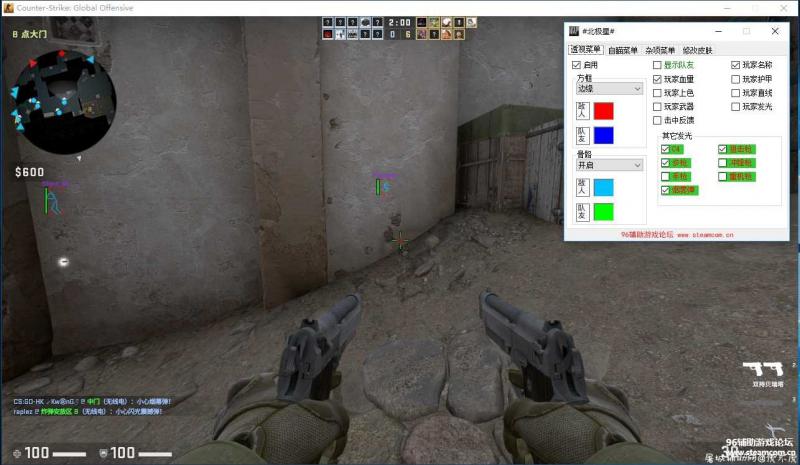 Counter-Strike: Global Offensive
B 点大门
? ? ? ? ? 2:00 ? ?
0 6
$600
#北极星#
透视菜单 自瞄菜单 杂项菜单 修改皮肤
启用 显示队友 玩家名称
方框 玩家血量 玩家护甲
边缘 玩家上色 玩家直线
敌人 玩家武器 玩家发光
队友 击中反馈
骨骼 其它发光
开启 C4 狙击枪
敌人 步枪 冲锋枪
队友 手枪 重机枪
烟雾弹
96辅助游戏论坛 www.steamcom.cn
双持贝瑞塔
中门 (无线电): 小心烟幕弹!
raplez @ 炸弹安放区 B (无线电): 小心闪光震撼弹!
100 100
96辅助游戏论坛
www.steamcom.cn